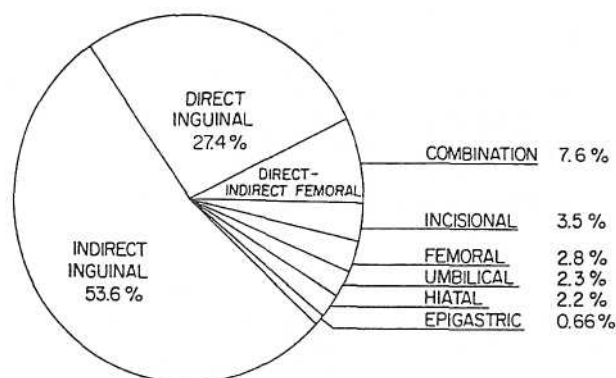 DIRECT
INGUINAL
27.4 %
DIRECT-
INDIRECT FEMORAL
INDIRECT
INGUINAL
53.6 %
COMBINATION 7.6 %
INCISIONAL 3.5 %
FEMORAL 2.8 %
UMBILICAL 2.3 %
HIATAL 2.2 %
EPIGASTRIC 0.66 %